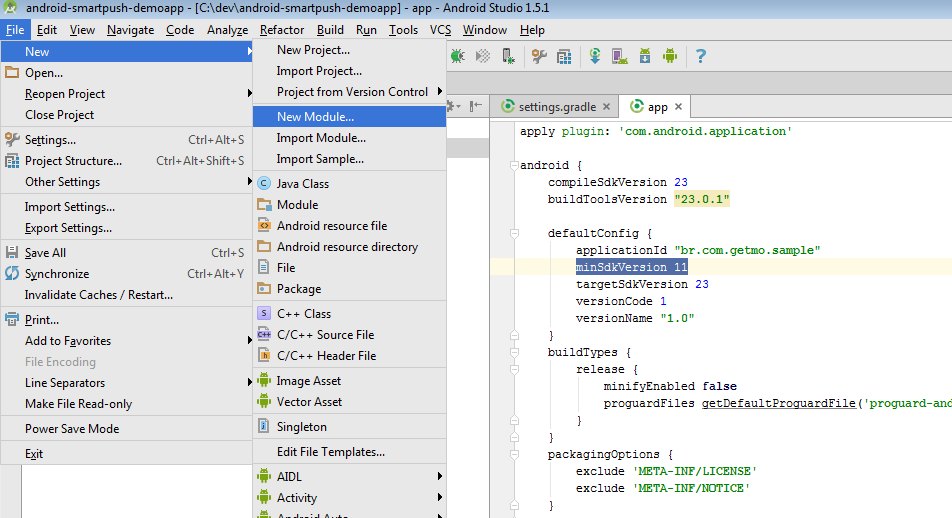 android-smartpush-demoapp - [C:\dev\android-smartpush-demoapp] - app - Android Studio 1.5.1
File Edit View Navigate Code Analyze Refactor Build Run Tools VCS Window Help
New
Open...
Reopen Project
Close Project
Settings... Ctrl+Alt+S
Project Structure... Ctrl+Alt+Shift+S
Other Settings
Import Settings...
Export Settings...
Save All Ctrl+S
Synchronize Ctrl+Alt+Y
Invalidate Caches / Restart...
Print...
Add to Favorites
File Encoding
Line Separators
Make File Read-only
Power Save Mode
Exit
New Project...
Import Project...
Project from Version Control
New Module...
Import Module...
Import Sample...
Java Class
Module
Android resource file
Android resource directory
File
Package
C++ Class
C/C++ Source File
C/C++ Header File
Image Asset
Vector Asset
Singleton
Edit File Templates...
AIDL
Activity
Android Auto
settings.gradle app
apply plugin: 'com.android.application'
android {
compileSdkVersion 23
buildToolsVersion "23.0.1"
defaultConfig {
applicationId "br.com.getmo.sample"
minSdkVersion 11
targetSdkVersion 23
versionCode 1
versionName "1.0"
}
buildTypes {
release {
minifyEnabled false
proguardFiles getDefaultProguardFile('proguard-and
}
}
packagingOptions {
exclude 'META-INF/LICENSE'
exclude 'META-INF/NOTICE'
}